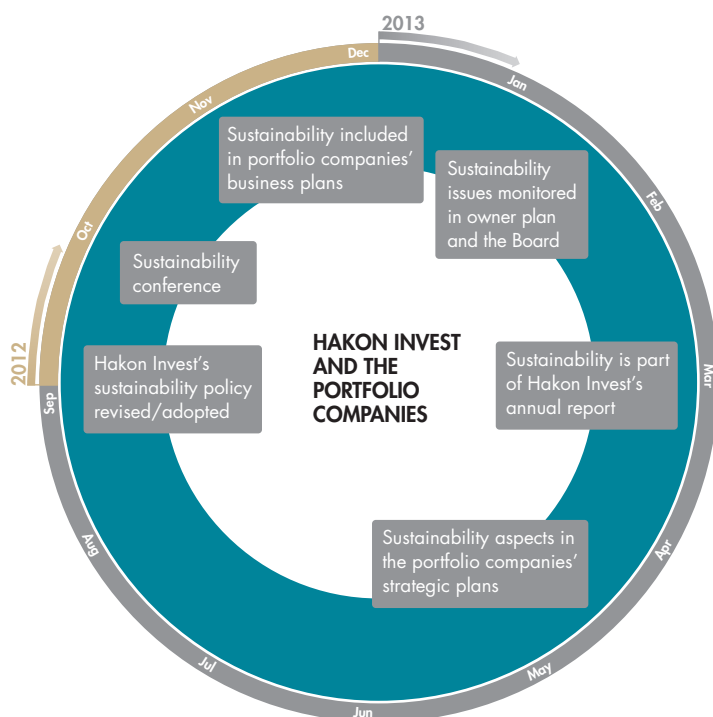 2013
Dec
Jan
Nov
Sustainability included
in portfolio companies’
business plans
Sustainability
issues monitored
in owner plan
and the Board
Feb
Oct
Sustainability
conference
HAKON INVEST
AND THE
PORTFOLIO
COMPANIES
2012
Hakon Invest’s
sustainability policy
revised/adopted
Sustainability is part
of Hakon Invest’s
annual report
Mar
Sep
Sustainability aspects in
the portfolio companies’
strategic plans
Aug
Apr
Jul
May
Jun